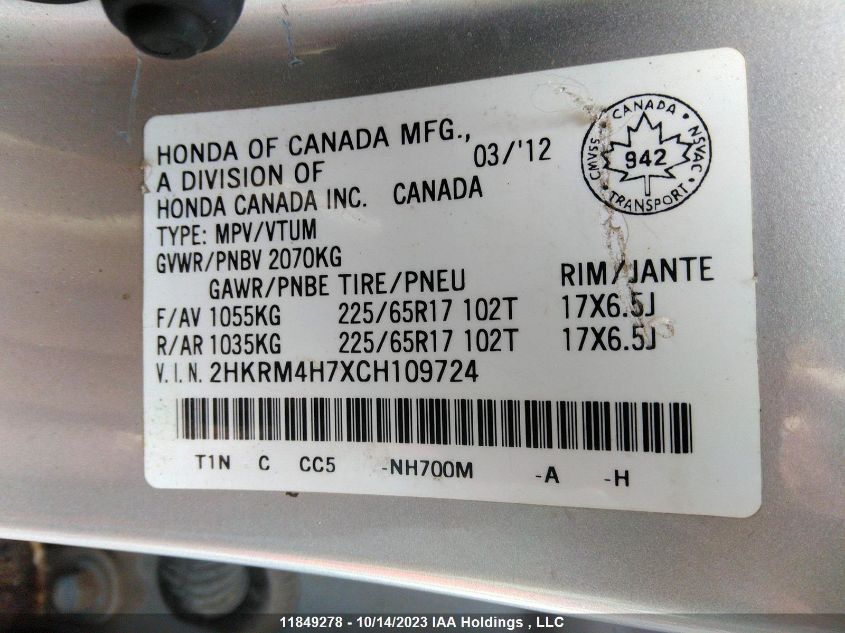 HONDA OF CANADA MFG.,
A DIVISION OF 03/'12
HONDA CANADA INC. CANADA
TYPE: MPV/VTUM
GVWR/PNBV 2070KG
GAWR/PNBE TIRE/PNEU RIM/JANTE
F/AV 1055KG 225/65R17 102T 17X6.5J
R/AR 1035KG 225/65R17 102T 17X6.5J
V.I.N. 2HKRM4H7XCH109724
T1N C CC5 -NH700M -A -H
CANADA
CMVSS 942 NSVAC
TRANSPORT
11849278 - 10/14/2023 IAA Holdings , LLC